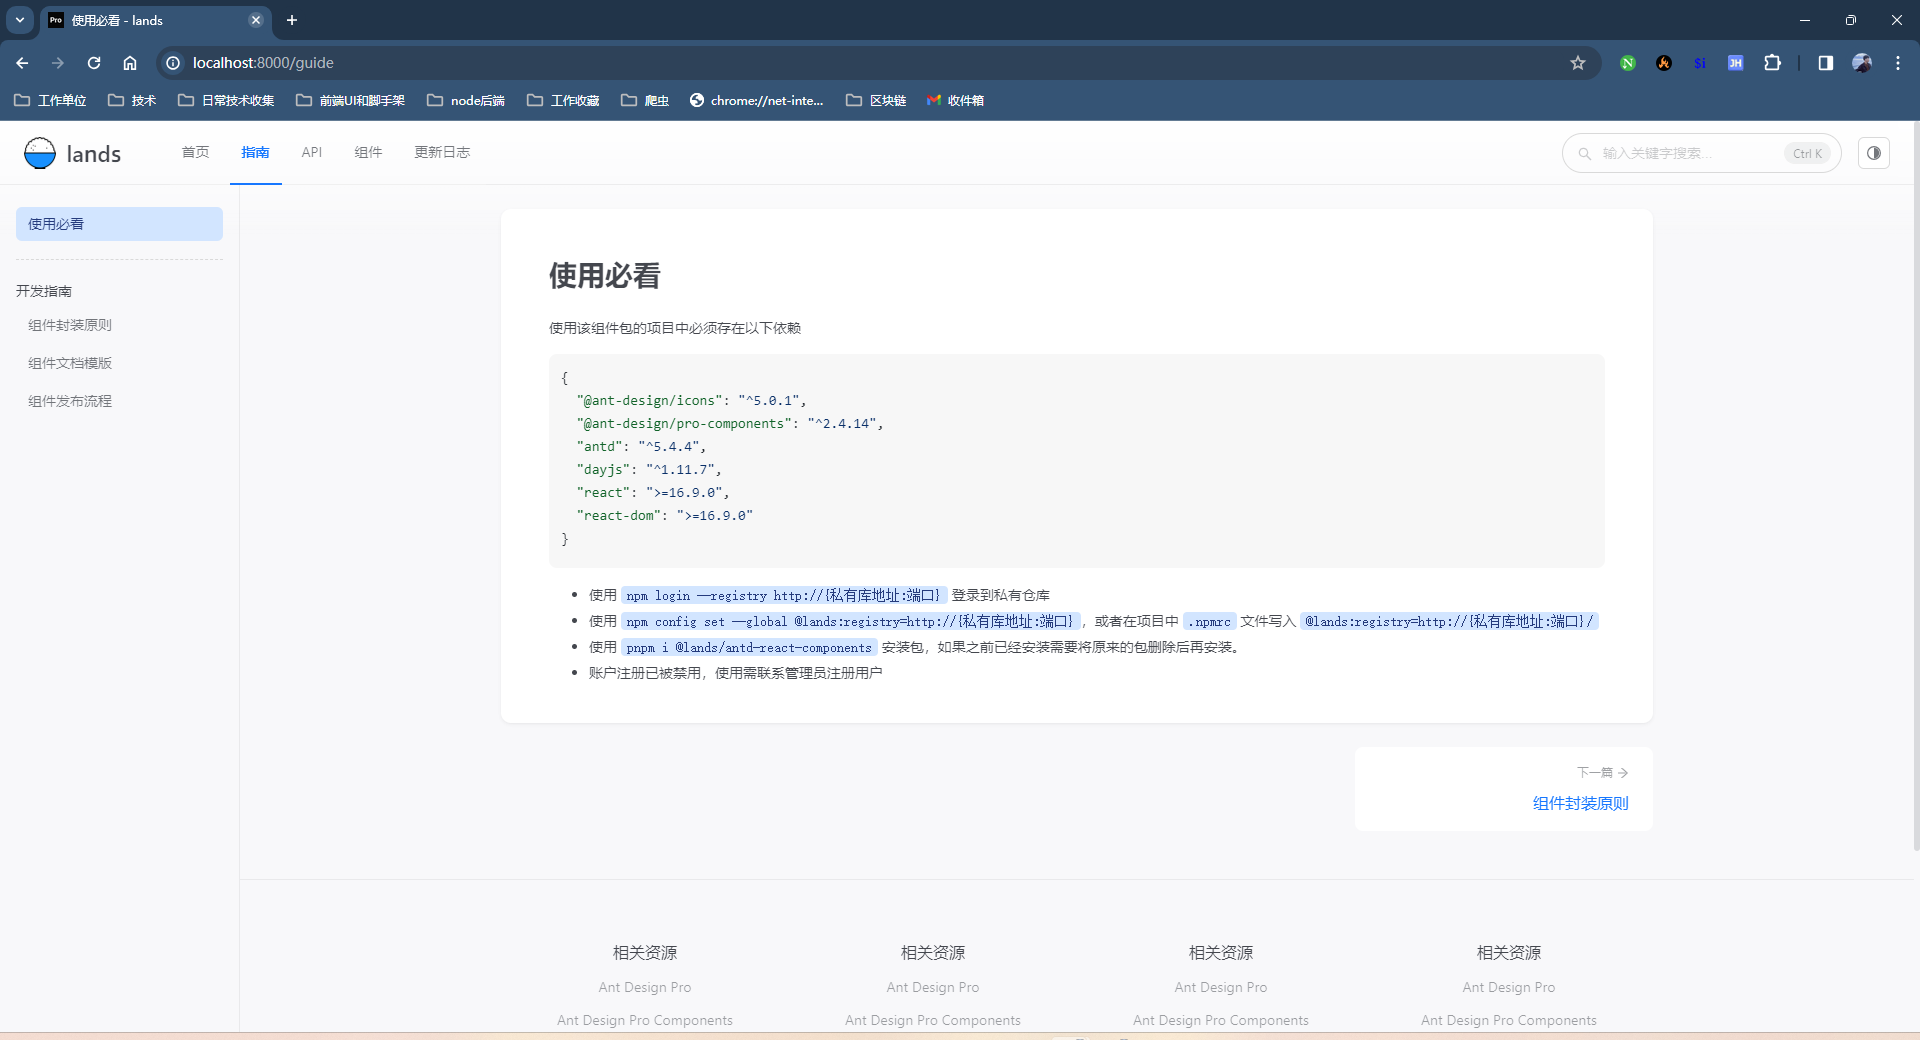 Pro 使用必看 - lands
localhost:8000/guide
N $i JH
工作单位 技术 日常技术收集 前端UI和脚手架 node后端 工作收藏 爬虫 chrome://net-inte... 区块链 收件箱
lands 首页 指南 API 组件 更新日志 输入关键字搜索... Ctrl K
使用必看
开发指南
组件封装原则
组件文档模版
组件发布流程
使用必看
使用该组件包的项目中必须存在以下依赖
{
"@ant-design/icons": "^5.0.1",
"@ant-design/pro-components": "^2.4.14",
"antd": "^5.4.4",
"dayjs": "^1.11.7",
"react": ">=16.9.0",
"react-dom": ">=16.9.0"
}
使用 npm login —registry http://{私有库地址:端口} 登录到私有仓库
使用 npm config set —global @lands:registry=http://{私有库地址:端口}，或者在项目中 .npmrc 文件写入 @lands:registry=http://{私有库地址:端口}/
使用 pnpm i @lands/antd-react-components 安装包，如果之前已经安装需要将原来的包删除后再安装。
账户注册已被禁用，使用需联系管理员注册用户
下一篇
组件封装原则
相关资源 相关资源 相关资源 相关资源
Ant Design Pro Ant Design Pro Ant Design Pro Ant Design Pro
Ant Design Pro Components Ant Design Pro Components Ant Design Pro Components Ant Design Pro Components